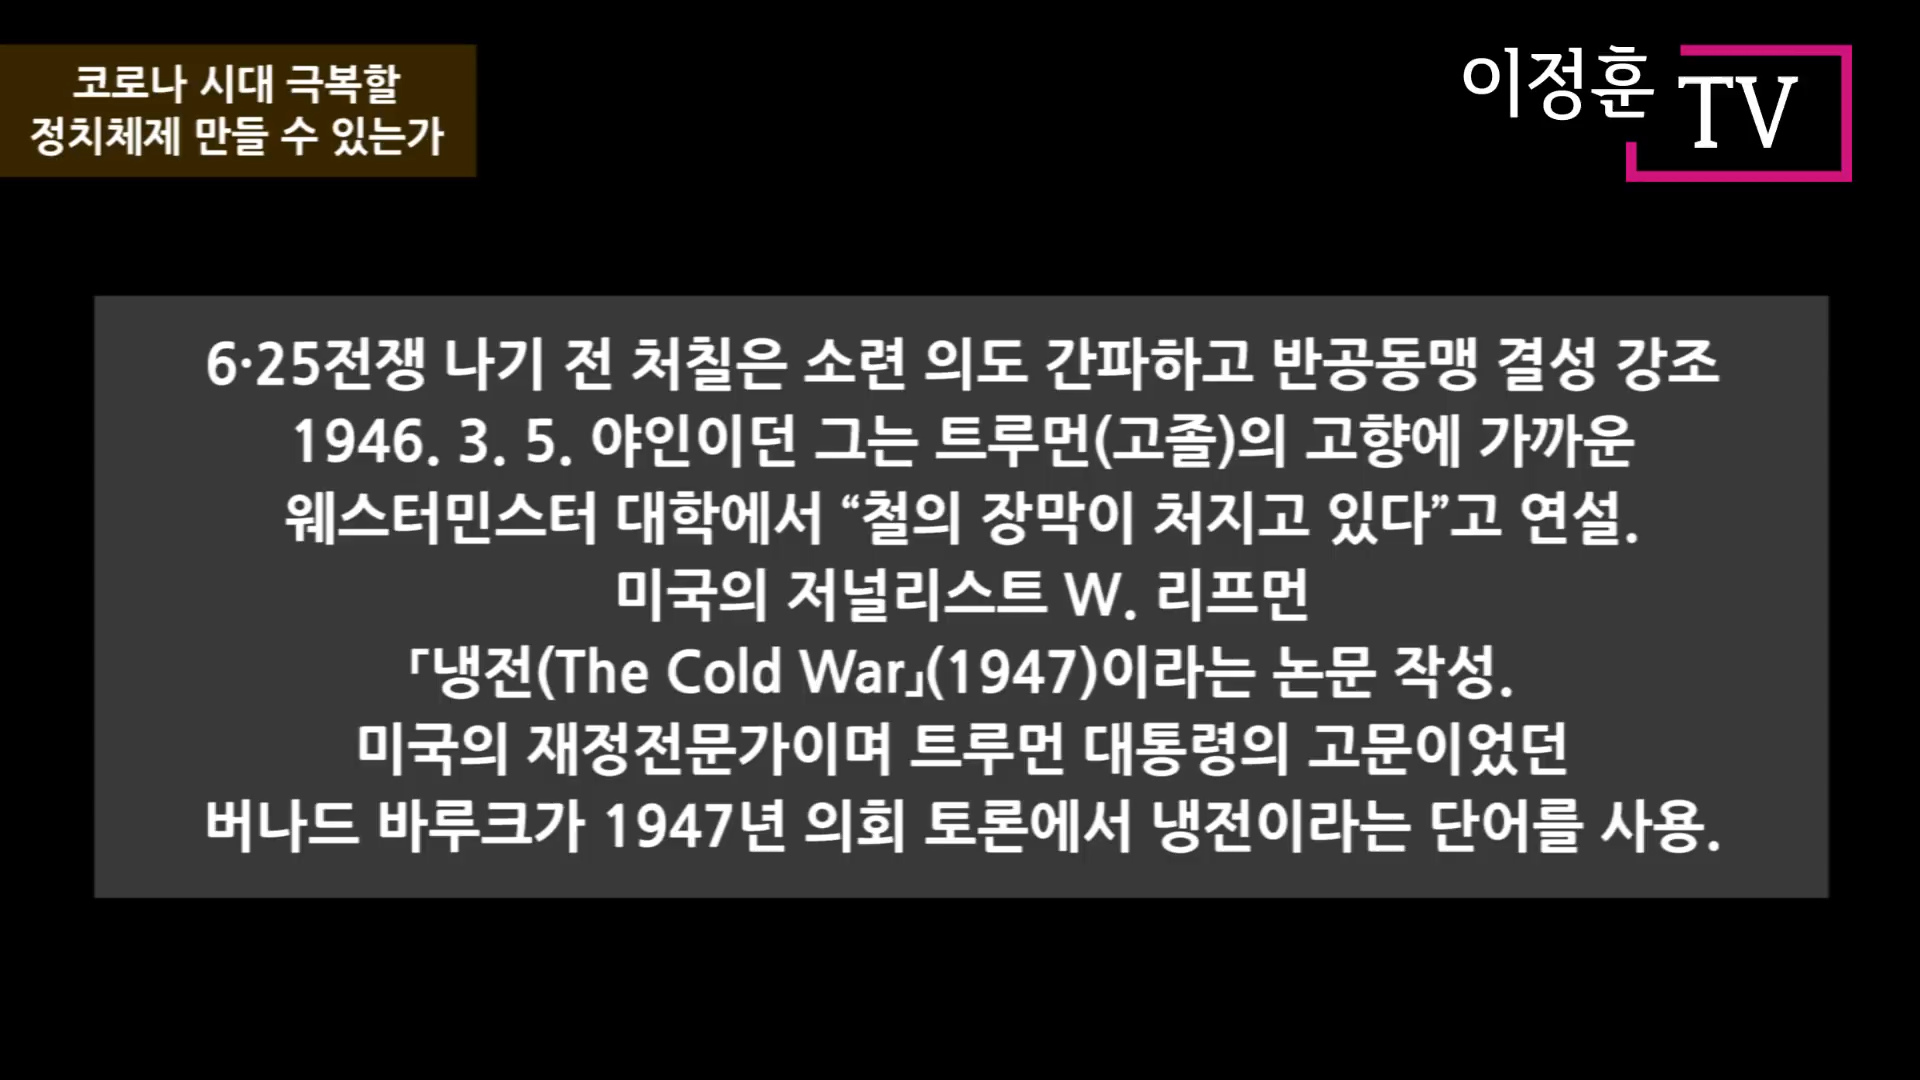 코로나 시대 극복할
정치체제 만들 수 있는가
이정훈 TV
6·25전쟁 나기 전 처칠은 소련 의도 간파하고 반공동맹 결성 강조
1946. 3. 5. 야인이던 그는 트루먼(고졸)의 고향에 가까운
웨스터민스터 대학에서 “철의 장막이 처지고 있다”고 연설.
미국의 저널리스트 W. 리프먼
｢냉전(The Cold War｣(1947)이라는 논문 작성.
미국의 재정전문가이며 트루먼 대통령의 고문이었던
버나드 바루크가 1947년 의회 토론에서 냉전이라는 단어를 사용.